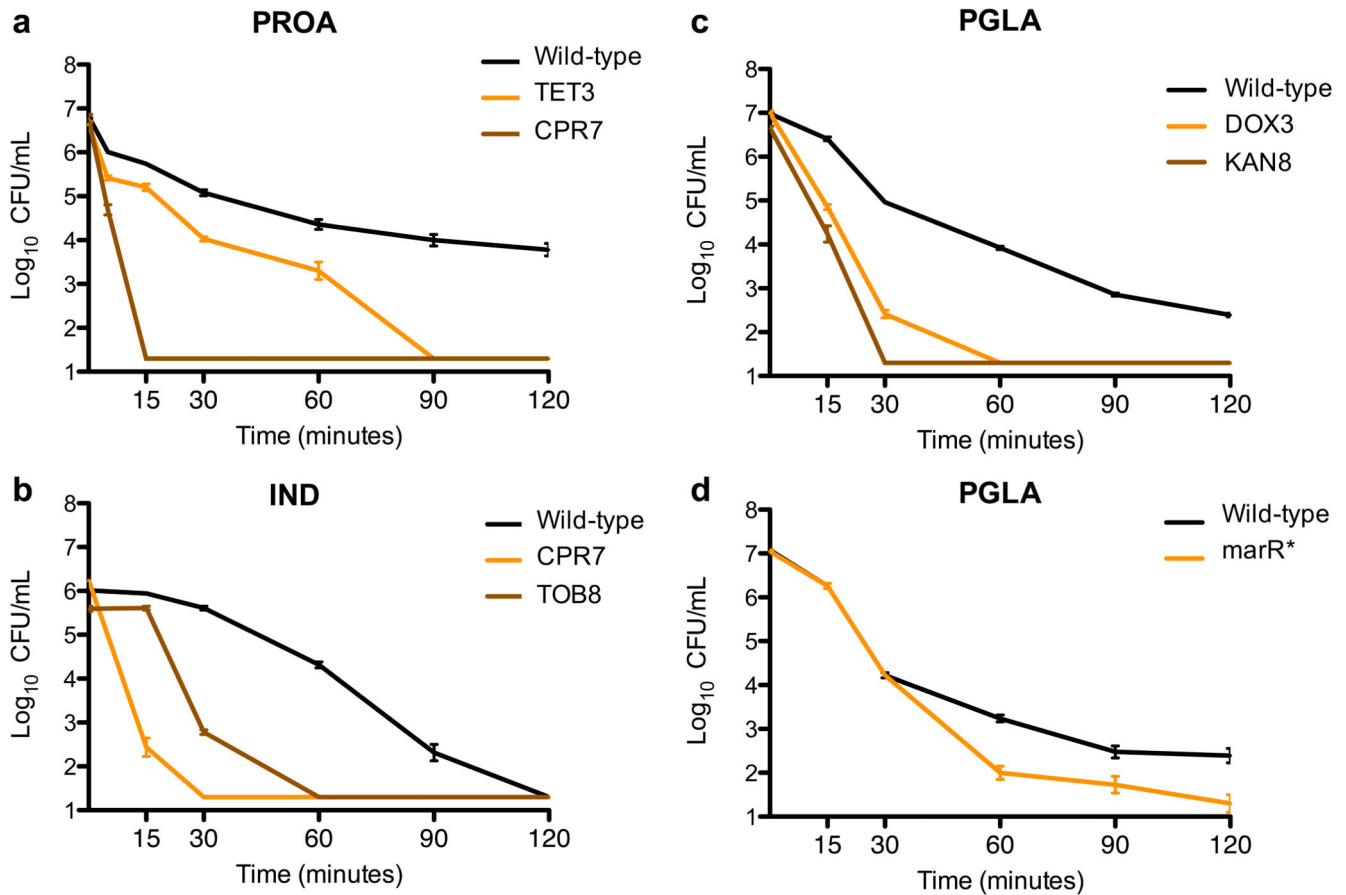 a
PROA
Wild-type
TET3
CPR7
8
7
6
5
4
3
2
1
Log10 CFU/mL
15 30 60 90 120
Time (minutes)
c
PGLA
Wild-type
DOX3
KAN8
8
7
6
5
4
3
2
1
Log10 CFU/mL
15 30 60 90 120
Time (minutes)
b
IND
Wild-type
CPR7
TOB8
8
7
6
5
4
3
2
1
Log10 CFU/mL
15 30 60 90 120
Time (minutes)
d
PGLA
Wild-type
marR*
8
7
6
5
4
3
2
1
Log10 CFU/mL
15 30 60 90 120
Time (minutes)